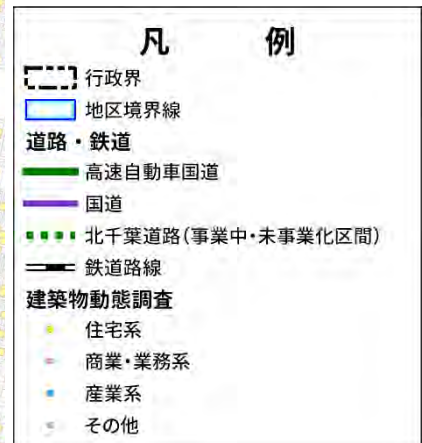 凡 例
行政界
地区境界線
道路・鉄道
高速自動車国道
国道
北千葉道路(事業中・未事業化区間)
鉄道路線
建築物動態調査
住宅系
商業・業務系
産業系
その他